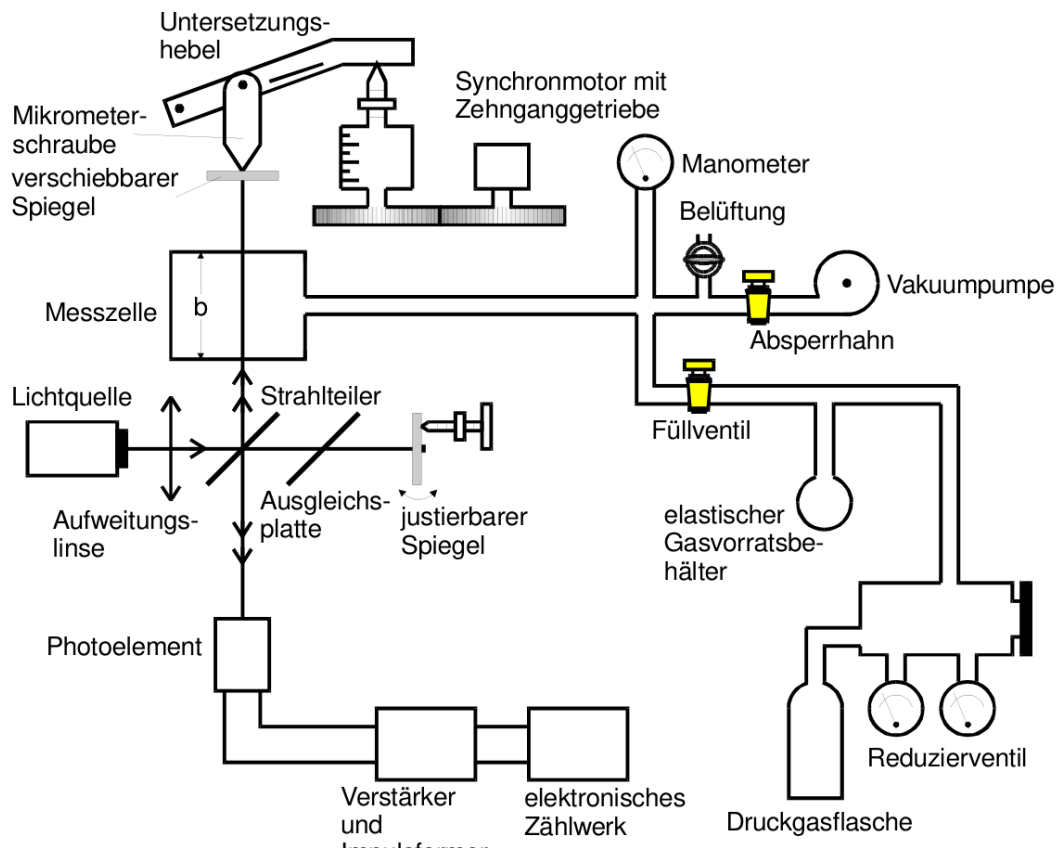 Untersetzungs-
hebel
Synchronmotor mit
Zehnganggetriebe
Mikrometer-
schraube
verschiebbarer
Spiegel
Manometer
Belüftung
Vakuumpumpe
Absperrhahn
Messzelle
b
Lichtquelle
Strahlteiler
Füllventil
Aufweitungs-
linse
Ausgleichs-
platte
justierbarer
Spiegel
elastischer
Gasvorratsbe-
hälter
Photoelement
Reduzierventil
Druckgasflasche
Verstärker
und
elektronisches
Zählwerk